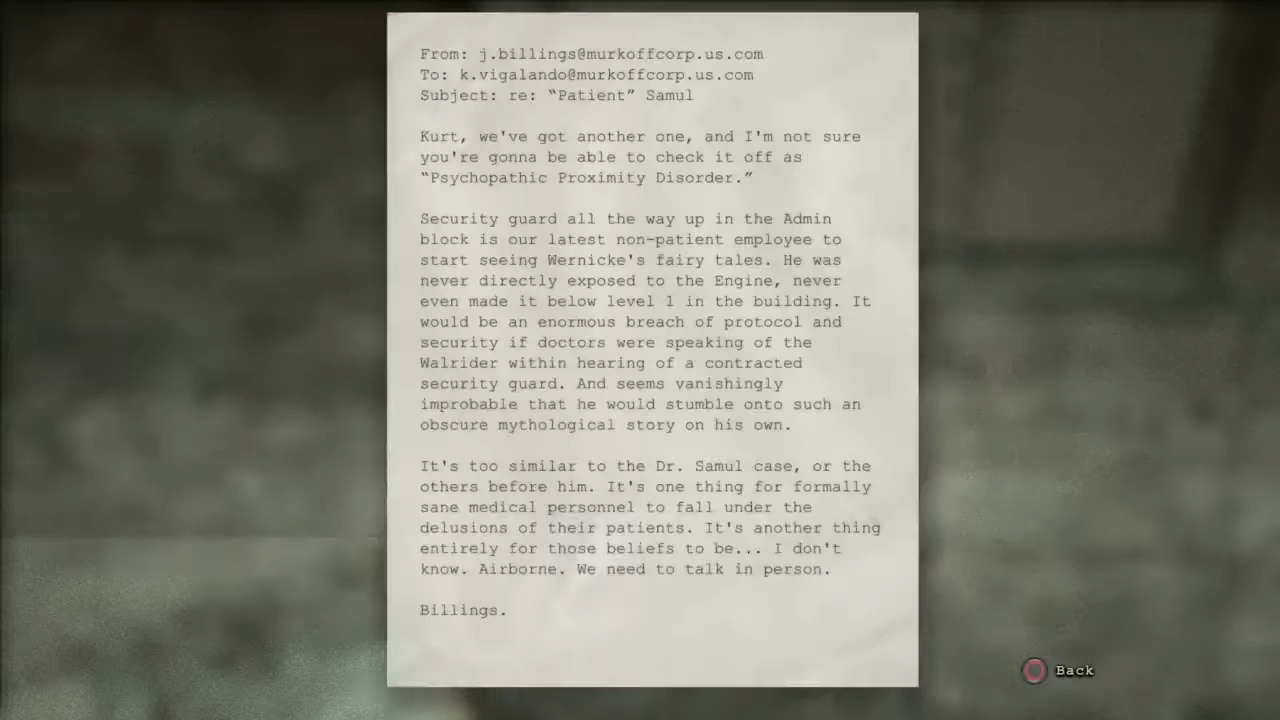 From: j.billings@murkoffcorp.us.com
To: k.vigalando@murkoffcorp.us.com
Subject: re: “Patient” Samul
Kurt, we've got another one, and I'm not sure
you're gonna be able to check it off as
“Psychopathic Proximity Disorder.”
Security guard all the way up in the Admin
block is our latest non-patient employee to
start seeing Wernicke's fairy tales. He was
never directly exposed to the Engine, never
even made it below level 1 in the building. It
would be an enormous breach of protocol and
security if doctors were speaking of the
Walrider within hearing of a contracted
security guard. And seems vanishingly
improbable that he would stumble onto such an
obscure mythological story on his own.
It's too similar to the Dr. Samul case, or the
others before him. It's one thing for formally
sane medical personnel to fall under the
delusions of their patients. It's another thing
entirely for those beliefs to be... I don't
know. Airborne. We need to talk in person.
Billings.
Back